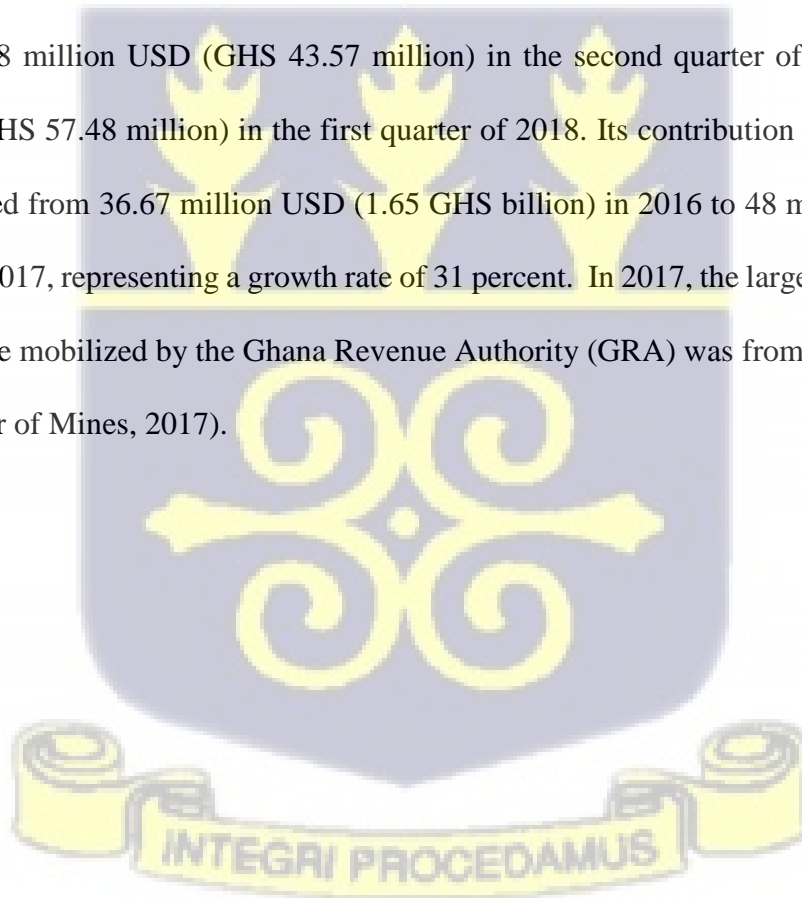 8 million USD (GHS 43.57 million) in the second quarter of
HS 57.48 million) in the first quarter of 2018. Its contribution
ed from 36.67 million USD (1.65 GHS billion) in 2016 to 48 m
2017, representing a growth rate of 31 percent. In 2017, the large
e mobilized by the Ghana Revenue Authority (GRA) was from
r of Mines, 2017).
INTEGRI PROCEDAMUS